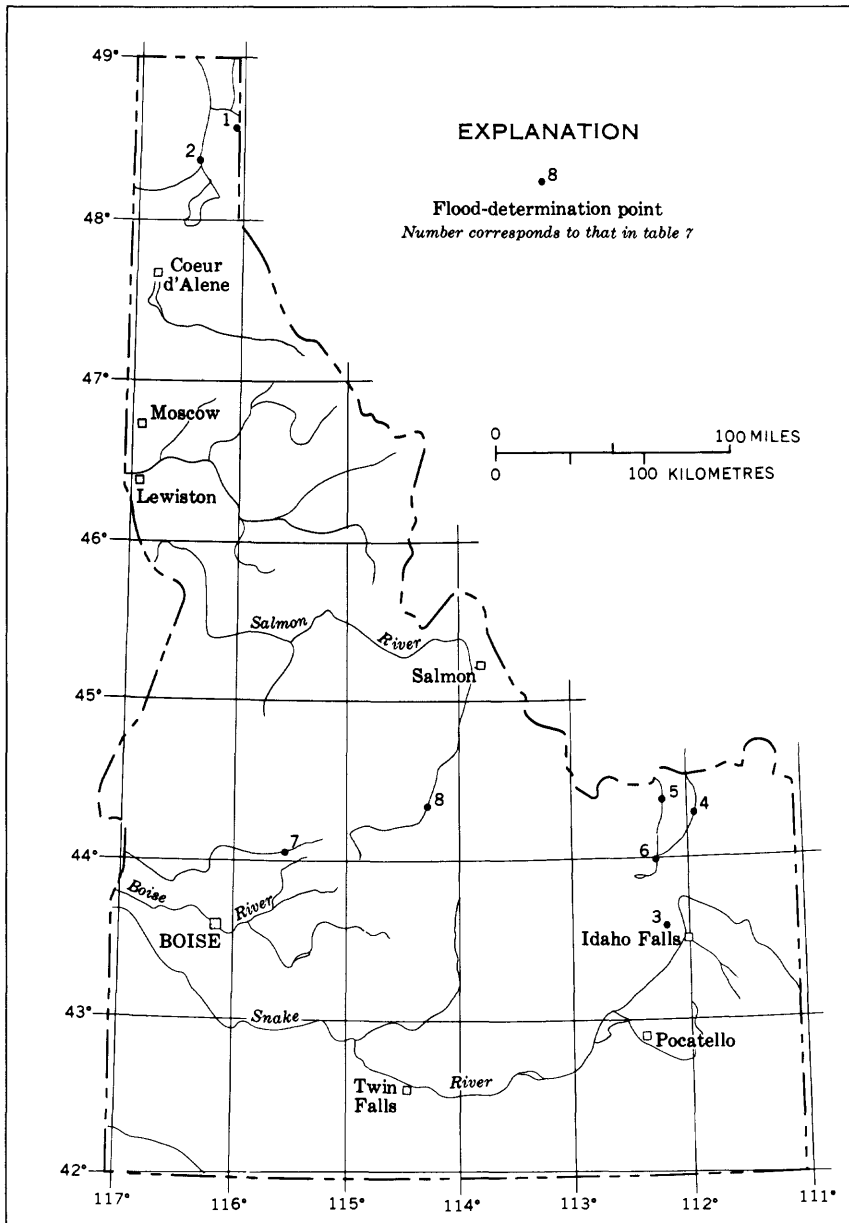 49°
EXPLANATION
1
2
8
Flood-determination point
Number corresponds to that in table 7
48°
Coeur
d'Alene
47°
Moscow
0
100 MILES
0
100 KILOMETRES
Lewiston
46°
Salmon
River
Salmon
45°
5
4
8
7
6
44°
Boise
River
3
BOISE
Idaho Falls
43°
Snake
Pocatello
Twin
Falls
River
42°
117°
116°
115°
114°
113°
112°
111°